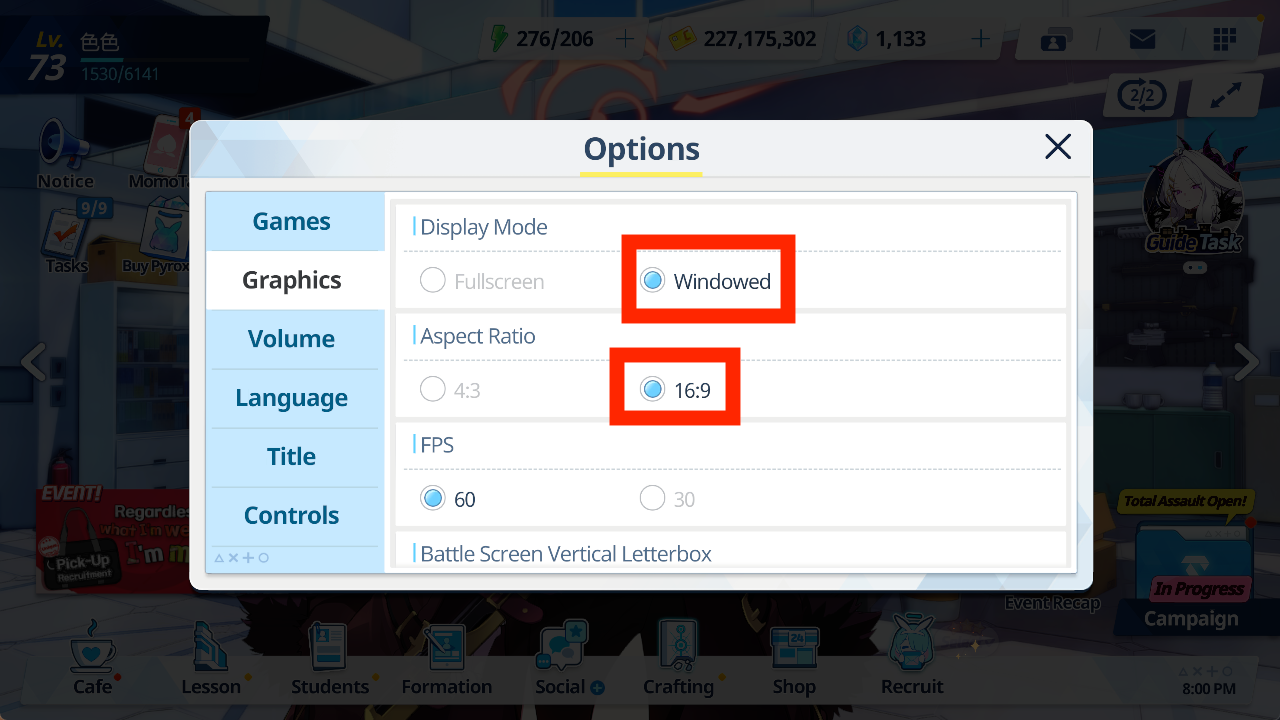 Lv. 色色
73 1530/6141
276/206
227,175,302
1,133
2/2
4
Notice
MomoTa
9/9
Tasks
Buy Pyrox
Guide Task
Options
Games
Graphics
Volume
Language
Title
Controls
Display Mode
Fullscreen
Windowed
Aspect Ratio
4:3
16:9
FPS
60
30
Battle Screen Vertical Letterbox
EVENT!
Regardles
What I'm We
I'm m
Pick-Up
Recruitment
Total Assault Open!
In Progress
Event Recap
Campaign
Cafe
Lesson
Students
Formation
Social
Crafting
24
Shop
Recruit
8:00 PM